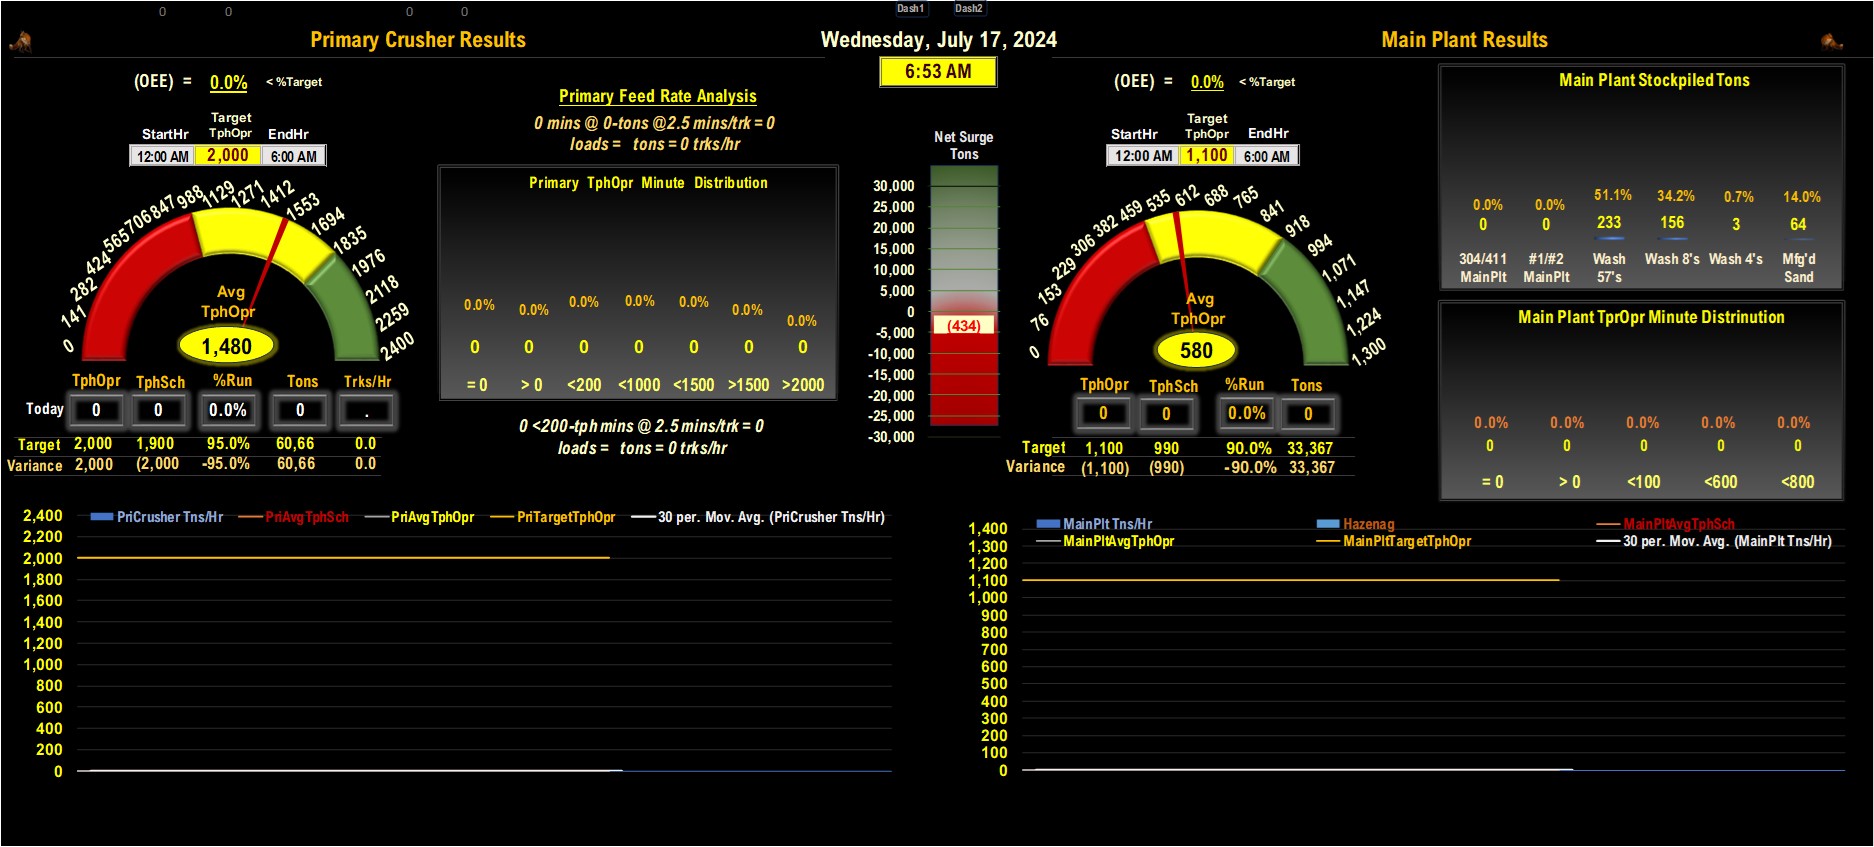 0 0 0 0 Dash1 Dash2
Primary Crusher Results
Wednesday, July 17, 2024
Main Plant Results
6:53 AM
(OEE) = 0.0% < %Target
Target
StartHr TphOpr EndHr
12:00 AM 2,000 6:00 AM
0 141 282 424 565 706 847 988 1129 1271 1412 1553 1694 1835 1976 2118 2259 2400
Avg
TphOpr
1,480
TphOpr TphSch %Run Tons Trks/Hr
Today 0 0 0.0% 0 .
Target 2,000 1,900 95.0% 60,66 0.0
Variance 2,000 (2,000 -95.0% 60,66 0.0
Primary Feed Rate Analysis
0 mins @ 0-tons @2.5 mins/trk = 0
loads = tons = 0 trks/hr
Primary TphOpr Minute Distribution
0.0% 0.0% 0.0% 0.0% 0.0% 0.0% 0.0%
0 0 0 0 0 0 0
= 0 > 0 <200 <1000 <1500 >1500 >2000
0 <200-tph mins @ 2.5 mins/trk = 0
loads = tons = 0 trks/hr
Net Surge
Tons
30,000
25,000
20,000
15,000
10,000
5,000
0
(434)
-5,000
-10,000
-15,000
-20,000
-25,000
-30,000
(OEE) = 0.0% < %Target
Target
StartHr TphOpr EndHr
12:00 AM 1,100 6:00 AM
0 76 153 229 306 382 459 535 612 688 765 841 918 994 1,071 1,147 1,224 1,300
Avg
TphOpr
580
TphOpr TphSch %Run Tons
0 0 0.0% 0
Target 1,100 990 90.0% 33,367
Variance (1,100) (990) -90.0% 33,367
Main Plant Stockpiled Tons
0.0% 0.0% 51.1% 34.2% 0.7% 14.0%
0 0 233 156 3 64
304/411 #1/#2 Wash Wash 8's Wash 4's Mfg'd
MainPlt MainPlt 57's Sand
Main Plant TprOpr Minute Distrinution
0.0% 0.0% 0.0% 0.0% 0.0%
0 0 0 0 0
= 0 > 0 <100 <600 <800
PriCrusher Tns/Hr PriAvgTphSch PriAvgTphOpr PriTargetTphOpr 30 per. Mov. Avg. (PriCrusher Tns/Hr)
2,400
2,200
2,000
1,800
1,600
1,400
1,200
1,000
800
600
400
200
0
MainPlt Tns/Hr Hazenag MainPltAvgTphSch
MainPltAvgTphOpr MainPltTargetTphOpr 30 per. Mov. Avg. (MainPlt Tns/Hr)
1,400
1,300
1,200
1,100
1,000
900
800
700
600
500
400
300
200
100
0